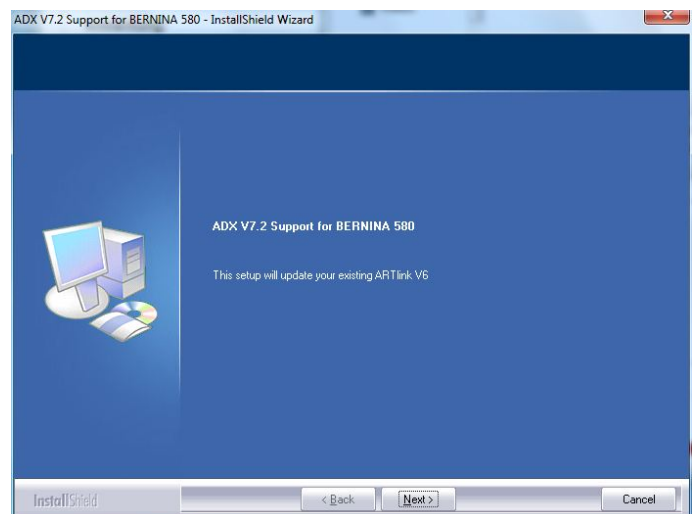 ADX V7.2 Support for BERNINA 580 - InstallShield Wizard
ADX V7.2 Support for BERNINA 580
This setup will update your existing ARTlink V6
InstallShield
< Back
Next >
Cancel